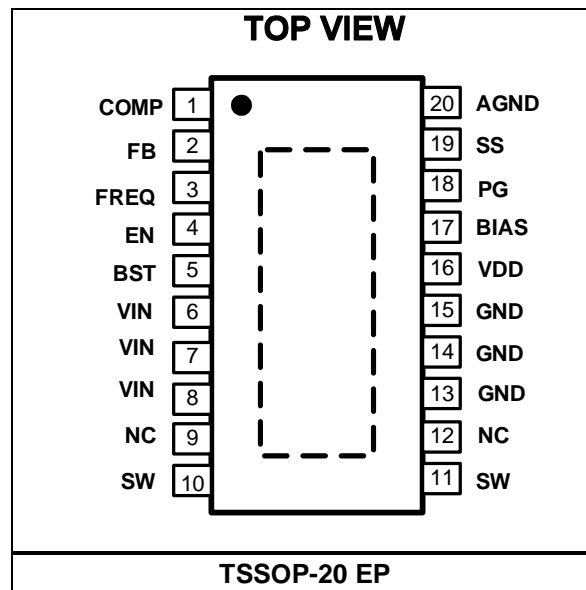 TOP VIEW
COMP 1 20 AGND
FB 2 19 SS
FREQ 3 18 PG
EN 4 17 BIAS
BST 5 16 VDD
VIN 6 15 GND
VIN 7 14 GND
VIN 8 13 GND
NC 9 12 NC
SW 10 11 SW
TSSOP-20 EP